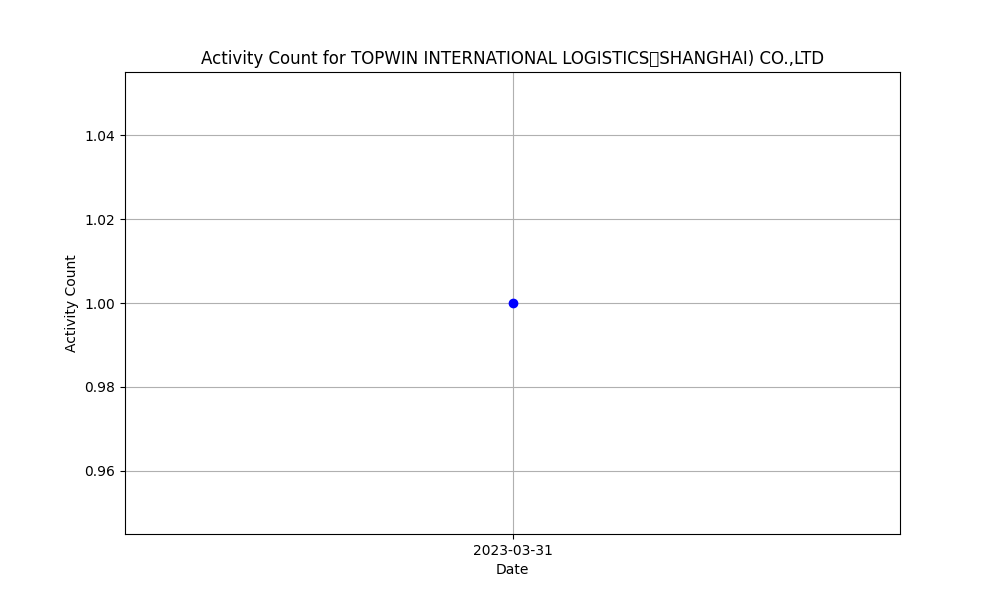 Activity Count for TOPWIN INTERNATIONAL LOGISTICS▯SHANGHAI) CO.,LTD
1.04
1.02
1.00
0.98
0.96
Activity Count
2023-03-31
Date